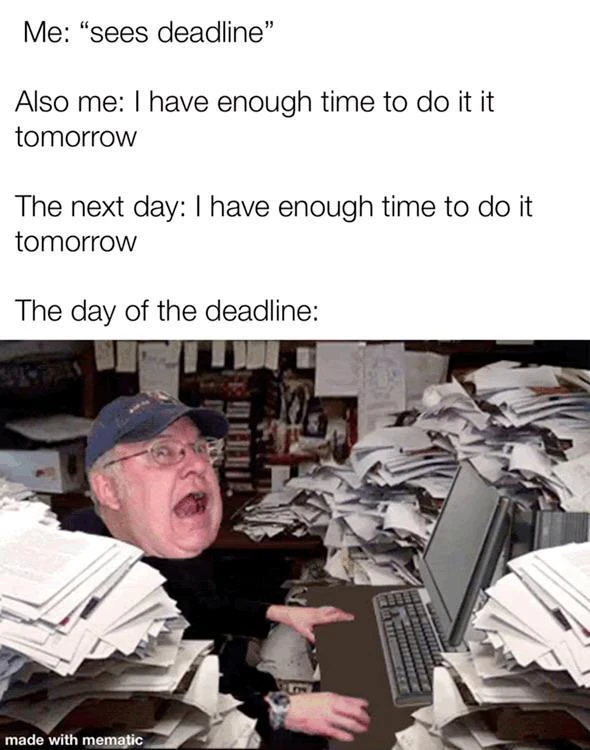 Me: “sees deadline”
Also me: I have enough time to do it it
tomorrow
The next day: I have enough time to do it
tomorrow
The day of the deadline:
made with mematic